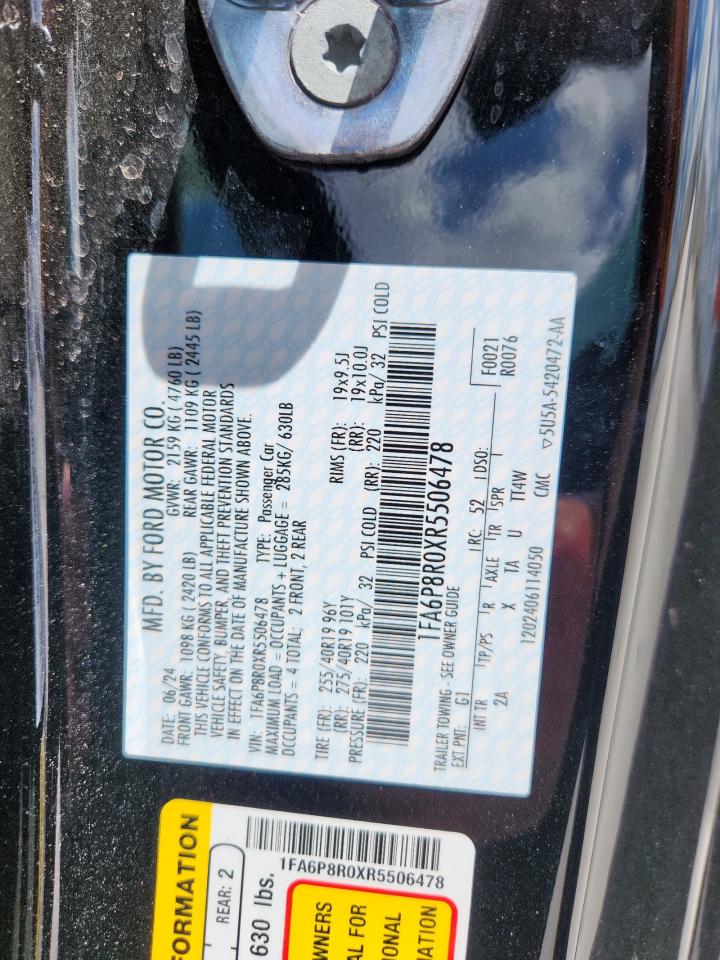 MFD. BY FORD MOTOR CO.
DATE: 06/24 GVWR: 2159 KG ( 4760 LB)
FRONT GAWR: 1098 KG ( 2420 LB) REAR GAWR: 1109 KG ( 2445 LB)
THIS VEHICLE CONFORMS TO ALL APPLICABLE FEDERAL MOTOR
VEHICLE SAFETY, BUMPER, AND THEFT PREVENTION STANDARDS
IN EFFECT ON THE DATE OF MANUFACTURE SHOWN ABOVE.
VIN: 1FA6P8R0XR5506478 TYPE: Passenger Car
MAXIMUM LOAD = OCCUPANTS + LUGGAGE = 285KG/ 630LB
OCCUPANTS = 4 TOTAL; 2 FRONT, 2 REAR
TIRE (FR): 255/40R19 96Y RIMS (FR): 19x9.5J
(RR): 275/40R19 101Y (RR): 19x10.0J
PRESSURE (FR): 220 kPa/ 32 PSI COLD (RR): 220 kPa/ 32 PSI COLD
1FA6P8R0XR5506478
TRAILER TOWING - SEE OWNER GUIDE
EXT PNT: G1 RC: 52 DSO: F0021
INT TR TP/PS R AXLE TR SPR R0076
2A X TA U TT4W
1202406114050 CMC ▽5U5A-5420472-AA
FORMATION
REAR: 2
630 lbs.
1FA6P8R0XR5506478
WNERS
AL FOR
IONAL
MATION